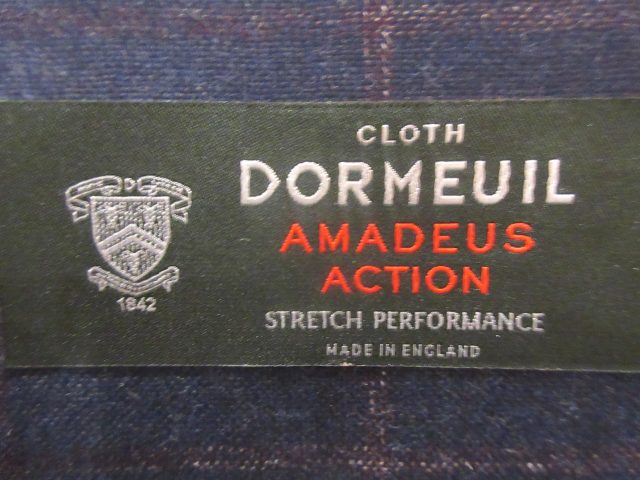 D
1842
CLOTH
DORMEUIL
AMADEUS
ACTION
STRETCH PERFORMANCE
MADE IN ENGLAND